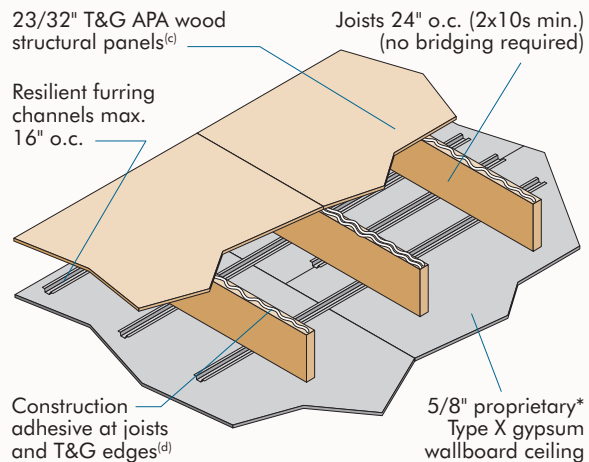 23/32" T&G APA wood
structural panels(c)
Joists 24" o.c. (2x10s min.)
(no bridging required)
Resilient furring
channels max.
16" o.c.
Construction
adhesive at joists
and T&G edges(d)
5/8" proprietary*
Type X gypsum
wallboard ceiling